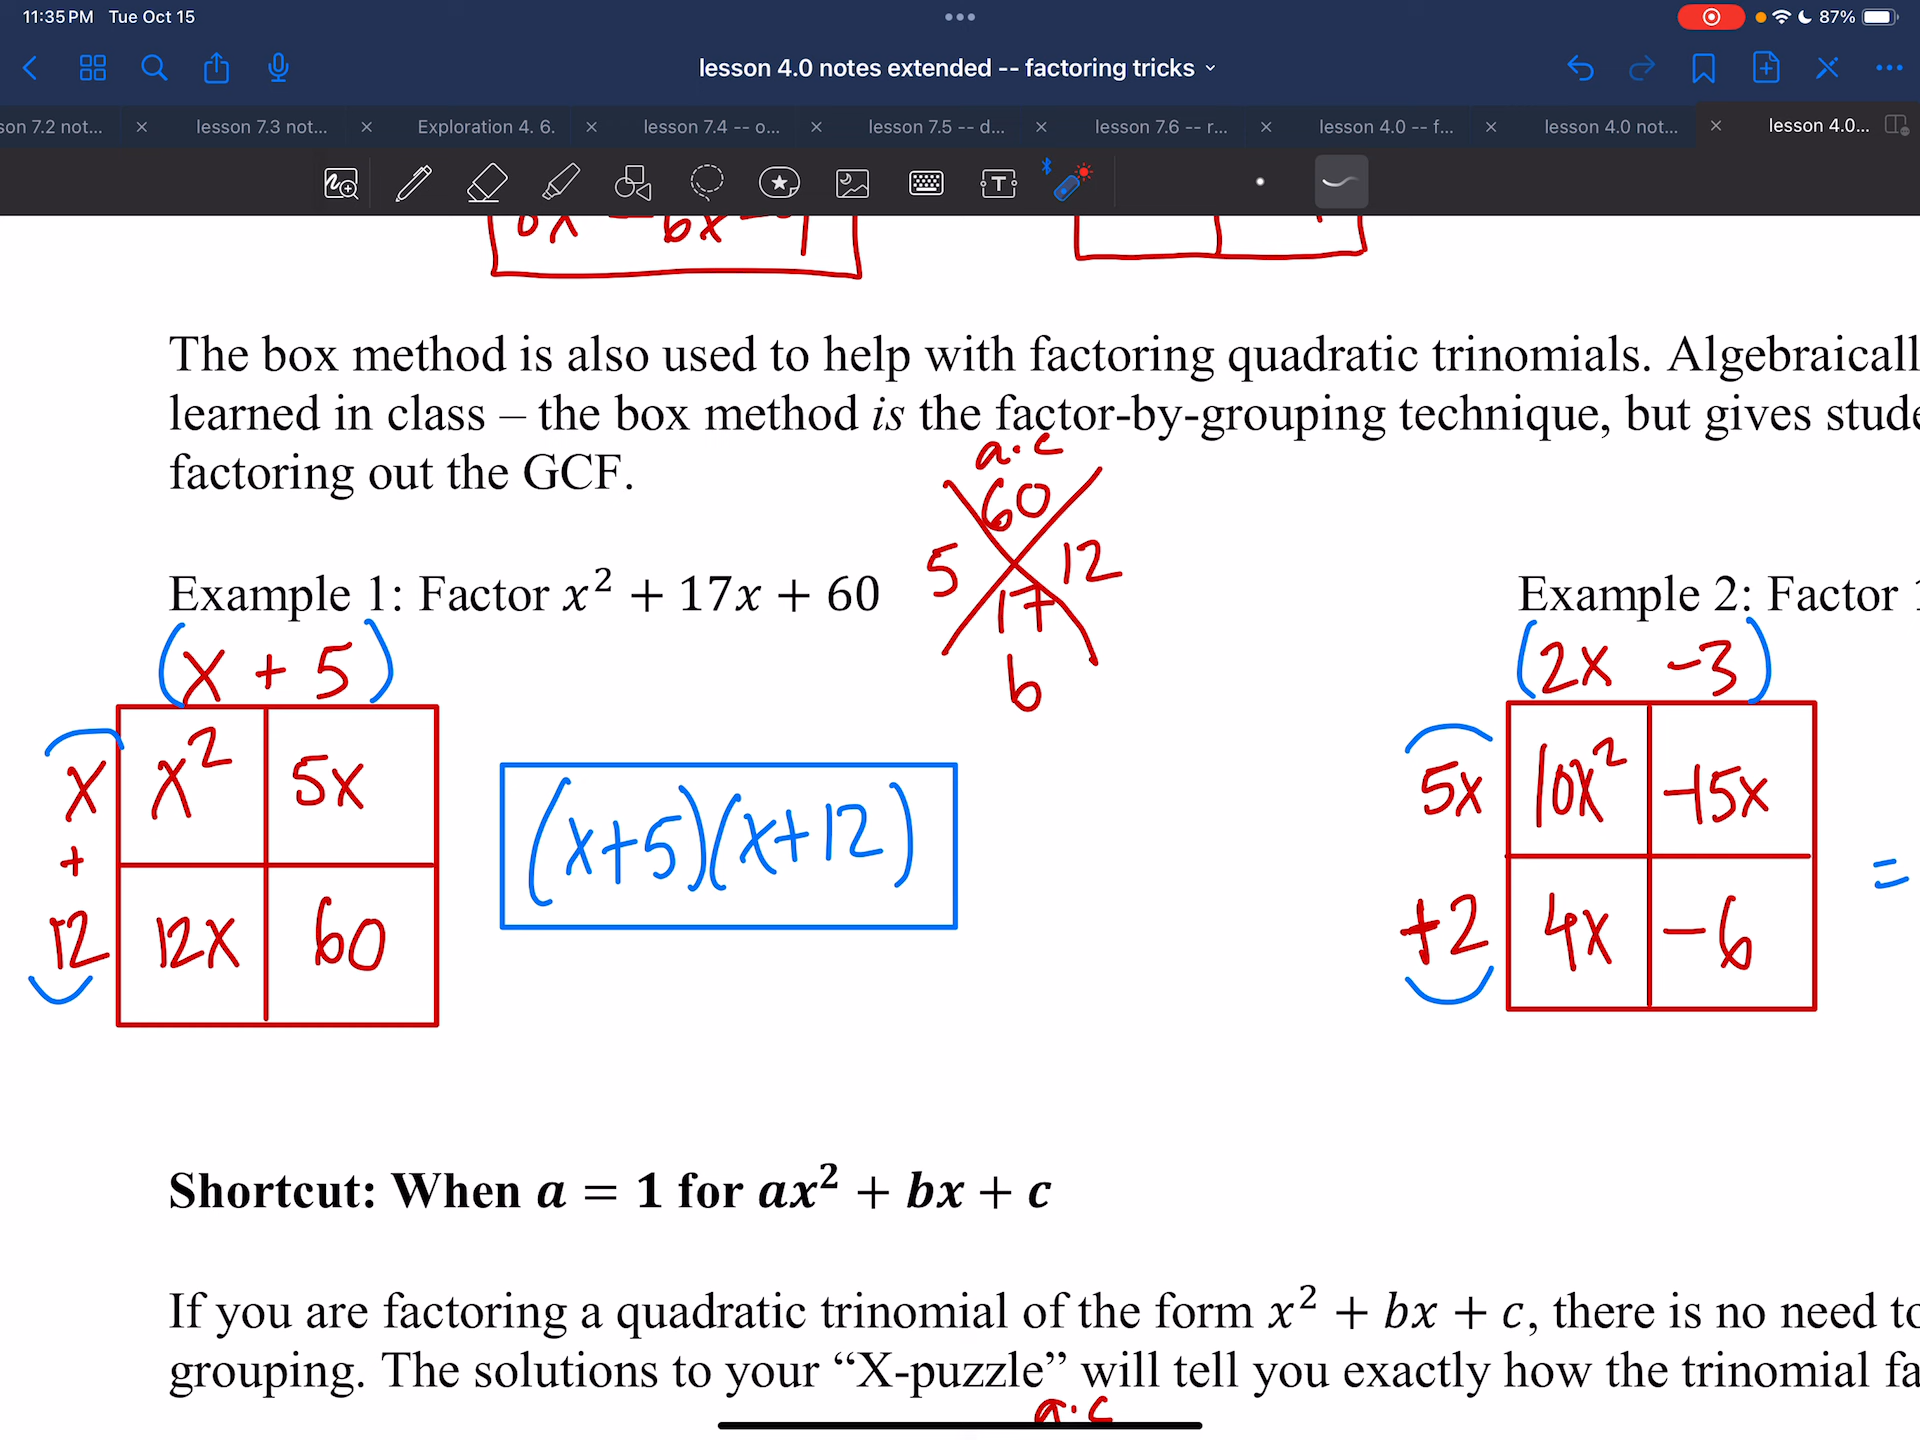 11:35 PM Tue Oct 15
87%
lesson 4.0 notes extended -- factoring tricks
son 7.2 not...
lesson 7.3 not...
Exploration 4. 6.
lesson 7.4 -- o...
lesson 7.5 -- d...
lesson 7.6 -- r...
lesson 4.0 -- f...
lesson 4.0 not...
lesson 4.0...
The box method is also used to help with factoring quadratic trinomials. Algebraicall
learned in class – the box method is the factor-by-grouping technique, but gives stude
factoring out the GCF.
a·c
60
5 12
17
b
Example 1: Factor x² + 17x + 60
(x + 5)
x x² 5x
+
12 12x 60
(x+5)(x+12)
Example 2: Factor 1
(2x -3)
5x 10x² -15x
+2 4x -6
=
Shortcut: When a = 1 for ax² + bx + c
If you are factoring a quadratic trinomial of the form x² + bx + c, there is no need to
grouping. The solutions to your “X-puzzle” will tell you exactly how the trinomial fa
a·c